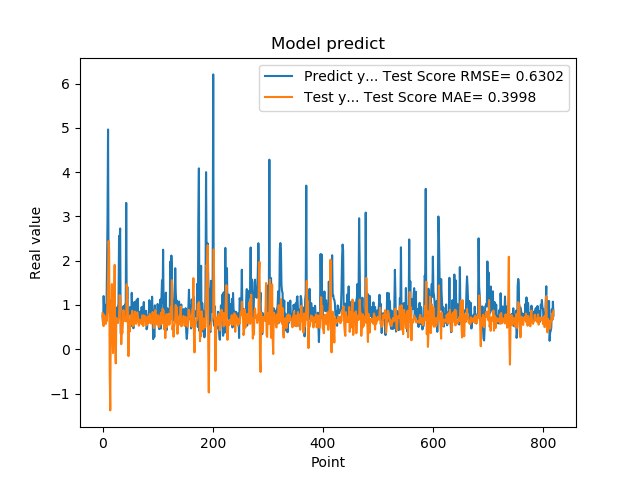 Model predict
Predict y... Test Score RMSE= 0.6302
Test y... Test Score MAE= 0.3998
Real value
6
5
4
3
2
1
0
−1
0 200 400 600 800
Point